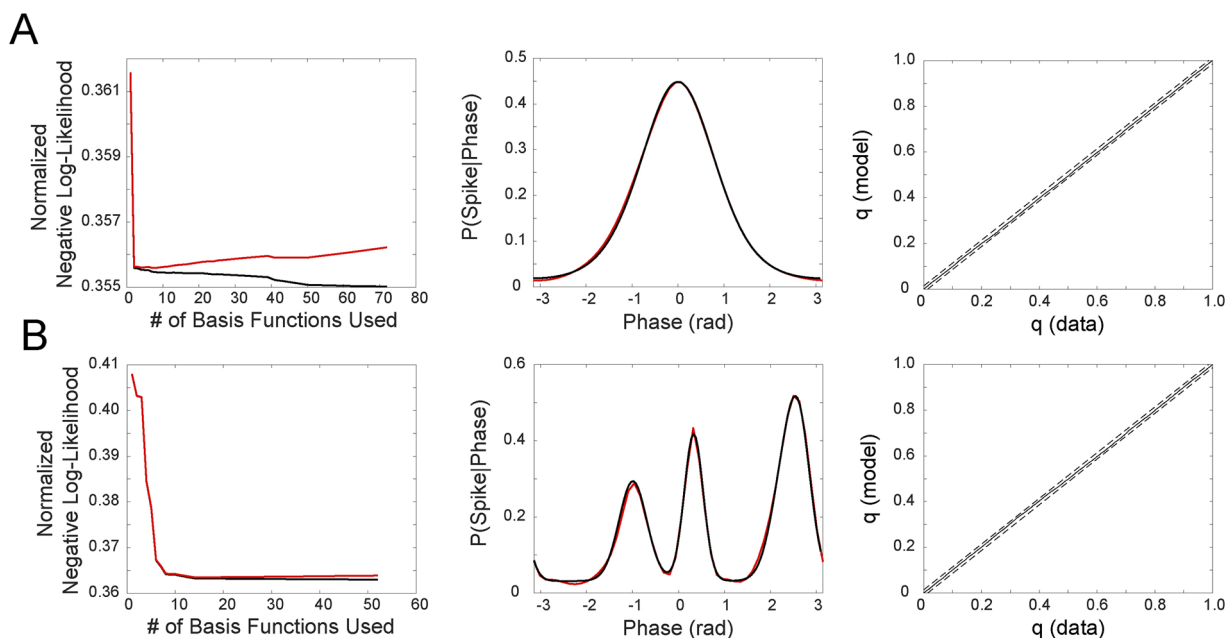 A
Normalized
Negative Log-Likelihood
0.361
0.359
0.357
0.355
0 10 20 30 40 50 60 70 80
# of Basis Functions Used
P(Spike|Phase)
0.5
0.4
0.3
0.2
0.1
0
-3 -2 -1 0 1 2 3
Phase (rad)
q (model)
1.0
0.8
0.6
0.4
0.2
0
0 0.2 0.4 0.6 0.8 1.0
q (data)
B
Normalized
Negative Log-Likelihood
0.41
0.40
0.39
0.38
0.37
0.36
0 10 20 30 40 50 60
# of Basis Functions Used
P(Spike|Phase)
0.6
0.4
0.2
0
-3 -2 -1 0 1 2 3
Phase (rad)
q (model)
1.0
0.8
0.6
0.4
0.2
0
0 0.2 0.4 0.6 0.8 1.0
q (data)